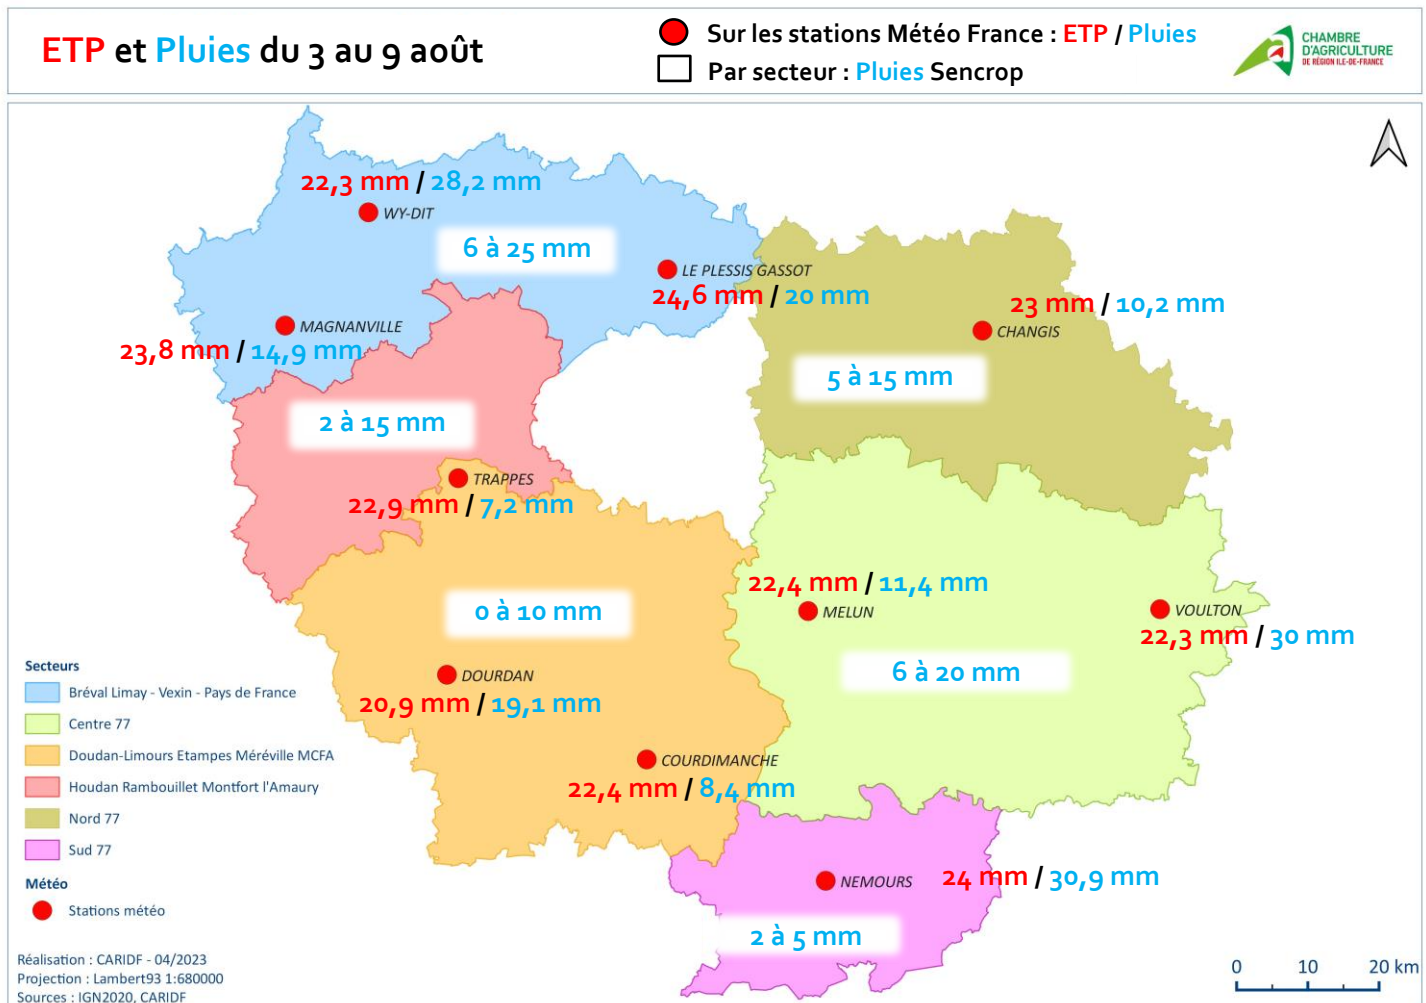 ETP et Pluies du 3 au 9 août
Sur les stations Météo France : ETP / Pluies
Par secteur : Pluies Sencrop
CHAMBRE
D'AGRICULTURE
DE RÉGION ILE-DE-FRANCE
22,3 mm / 28,2 mm
WY-DIT
6 à 25 mm
LE PLESSIS GASSOT
24,6 mm / 20 mm
23 mm / 10,2 mm
CHANGIS
MAGNANVILLE
23,8 mm / 14,9 mm
5 à 15 mm
2 à 15 mm
TRAPPES
22,9 mm / 7,2 mm
22,4 mm / 11,4 mm
MELUN
0 à 10 mm
VOULTON
22,3 mm / 30 mm
6 à 20 mm
DOURDAN
20,9 mm / 19,1 mm
COURDIMANCHE
22,4 mm / 8,4 mm
NEMOURS
24 mm / 30,9 mm
2 à 5 mm
Secteurs
Bréval Limay - Vexin - Pays de France
Centre 77
Doudan-Limours Etampes Méréville MCFA
Houdan Rambouillet Montfort l'Amaury
Nord 77
Sud 77
Météo
Stations météo
Réalisation : CARIDF - 04/2023
Projection : Lambert93 1:680000
Sources : IGN2020, CARIDF
0 10 20 km